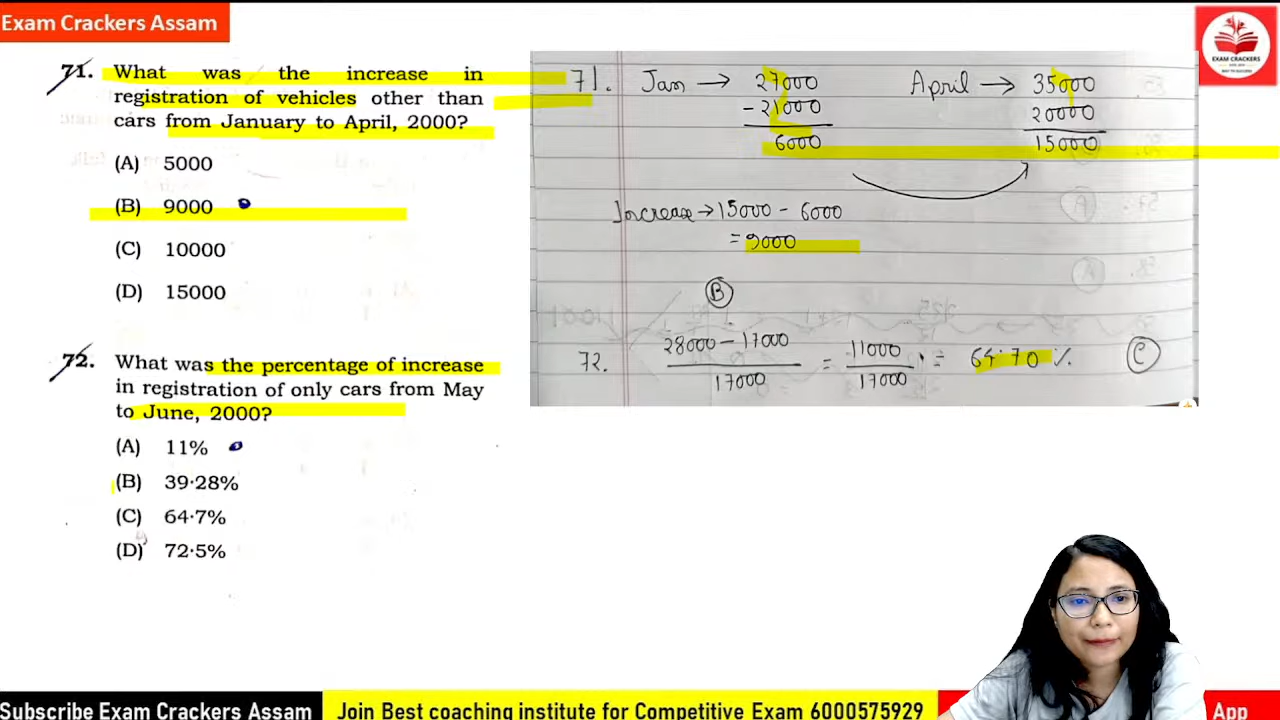 Exam Crackers Assam
EXAM CRACKERS
71. What was the increase in
registration of vehicles other than
cars from January to April, 2000?
(A) 5000
(B) 9000
(C) 10000
(D) 15000
72. What was the percentage of increase
in registration of only cars from May
to June, 2000?
(A) 11%
(B) 39·28%
(C) 64·7%
(D) 72·5%
71. Jan → 27000 April → 35000
- 21000 20000
6000 15000
Increase → 15000 - 6000
= 9000
(B)
72. 28000 - 17000 / 17000 = 11000 / 17000 = 64.70 % (C)
Subscribe Exam Crackers Assam
Join Best coaching institute for Competitive Exam 6000575929
App